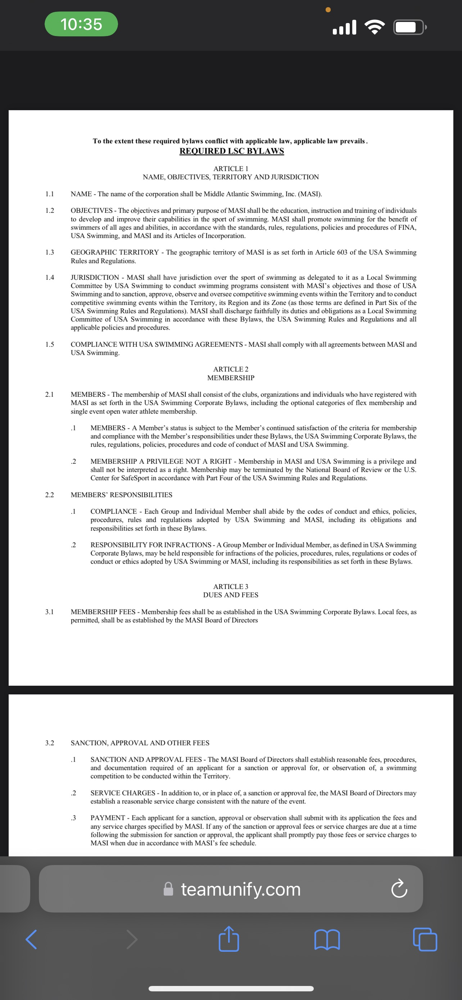 10:35
To the extent these required bylaws conflict with applicable law, applicable law prevails.
REQUIRED LSC BYLAWS
ARTICLE 1
NAME, OBJECTIVES, TERRITORY AND JURISDICTION
1.1 NAME - The name of the corporation shall be Middle Atlantic Swimming, Inc. (MASI).
1.2 OBJECTIVES - The objectives and primary purpose of MASI shall be the education, instruction and training of individuals
to develop and improve their capabilities in the sport of swimming. MASI shall promote swimming for the benefit of
swimmers of all ages and abilities, in accordance with the standards, rules, regulations, policies and procedures of FINA,
USA Swimming, and MASI and its Articles of Incorporation.
1.3 GEOGRAPHIC TERRITORY - The geographic territory of MASI is as set forth in Article 603 of the USA Swimming
Rules and Regulations.
1.4 JURISDICTION - MASI shall have jurisdiction over the sport of swimming as delegated to it as a Local Swimming
Committee by USA Swimming to conduct swimming programs consistent with MASI's objectives and those of USA
Swimming and to sanction, approve, observe and oversee competitive swimming events within the Territory and to conduct
competitive swimming events within the Territory, its Region and its Zone (as those terms are defined in Part Six of the
USA Swimming Rules and Regulations). MASI shall discharge faithfully its duties and obligations as a Local Swimming
Committee of USA Swimming in accordance with these Bylaws, the USA Swimming Rules and Regulations and all
applicable policies and procedures.
1.5 COMPLIANCE WITH USA SWIMMING AGREEMENTS - MASI shall comply with all agreements between MASI and
USA Swimming.
ARTICLE 2
MEMBERSHIP
2.1 MEMBERS - The membership of MASI shall consist of the clubs, organizations and individuals who have registered with
MASI as set forth in the USA Swimming Corporate Bylaws, including the optional categories of flex membership and
single event open water athlete membership.
.1 MEMBERS - A Member's status is subject to the Member's continued satisfaction of the criteria for membership
and compliance with the Member's responsibilities under these Bylaws, the USA Swimming Corporate Bylaws, the
rules, regulations, policies, procedures and code of conduct of MASI and USA Swimming.
.2 MEMBERSHIP A PRIVILEGE NOT A RIGHT - Membership in MASI and USA Swimming is a privilege and
shall not be interpreted as a right. Membership may be terminated by the National Board of Review or the U.S.
Center for SafeSport in accordance with Part Four of the USA Swimming Rules and Regulations.
2.2 MEMBERS' RESPONSIBILITIES
.1 COMPLIANCE - Each Group and Individual Member shall abide by the codes of conduct and ethics, policies,
procedures, rules and regulations adopted by USA Swimming and MASI, including its obligations and
responsibilities set forth in these Bylaws.
.2 RESPONSIBILITY FOR INFRACTIONS - A Group Member or Individual Member, as defined in USA Swimming
Corporate Bylaws, may be held responsible for infractions of the policies, procedures, rules, regulations or codes of
conduct or ethics adopted by USA Swimming or MASI, including its responsibilities as set forth in these Bylaws.
ARTICLE 3
DUES AND FEES
3.1 MEMBERSHIP FEES - Membership fees shall be as established in the USA Swimming Corporate Bylaws. Local fees, as
permitted, shall be as established by the MASI Board of Directors
3.2 SANCTION, APPROVAL AND OTHER FEES
.1 SANCTION AND APPROVAL FEES - The MASI Board of Directors shall establish reasonable fees, procedures,
and documentation required of an applicant for a sanction or approval for, or observation of, a swimming
competition to be conducted within the Territory.
.2 SERVICE CHARGES - In addition to, or in place of, a sanction or approval fee, the MASI Board of Directors may
establish a reasonable service charge consistent with the nature of the event.
.3 PAYMENT - Each applicant for a sanction, approval or observation shall submit with its application the fees and
any service charges specified by MASI. If any of the sanction or approval fees or service charges are due at a time
following the submission for sanction or approval, the applicant shall promptly pay those fees or service charges to
MASI when due in accordance with MASI's fee schedule.
teamunify.com